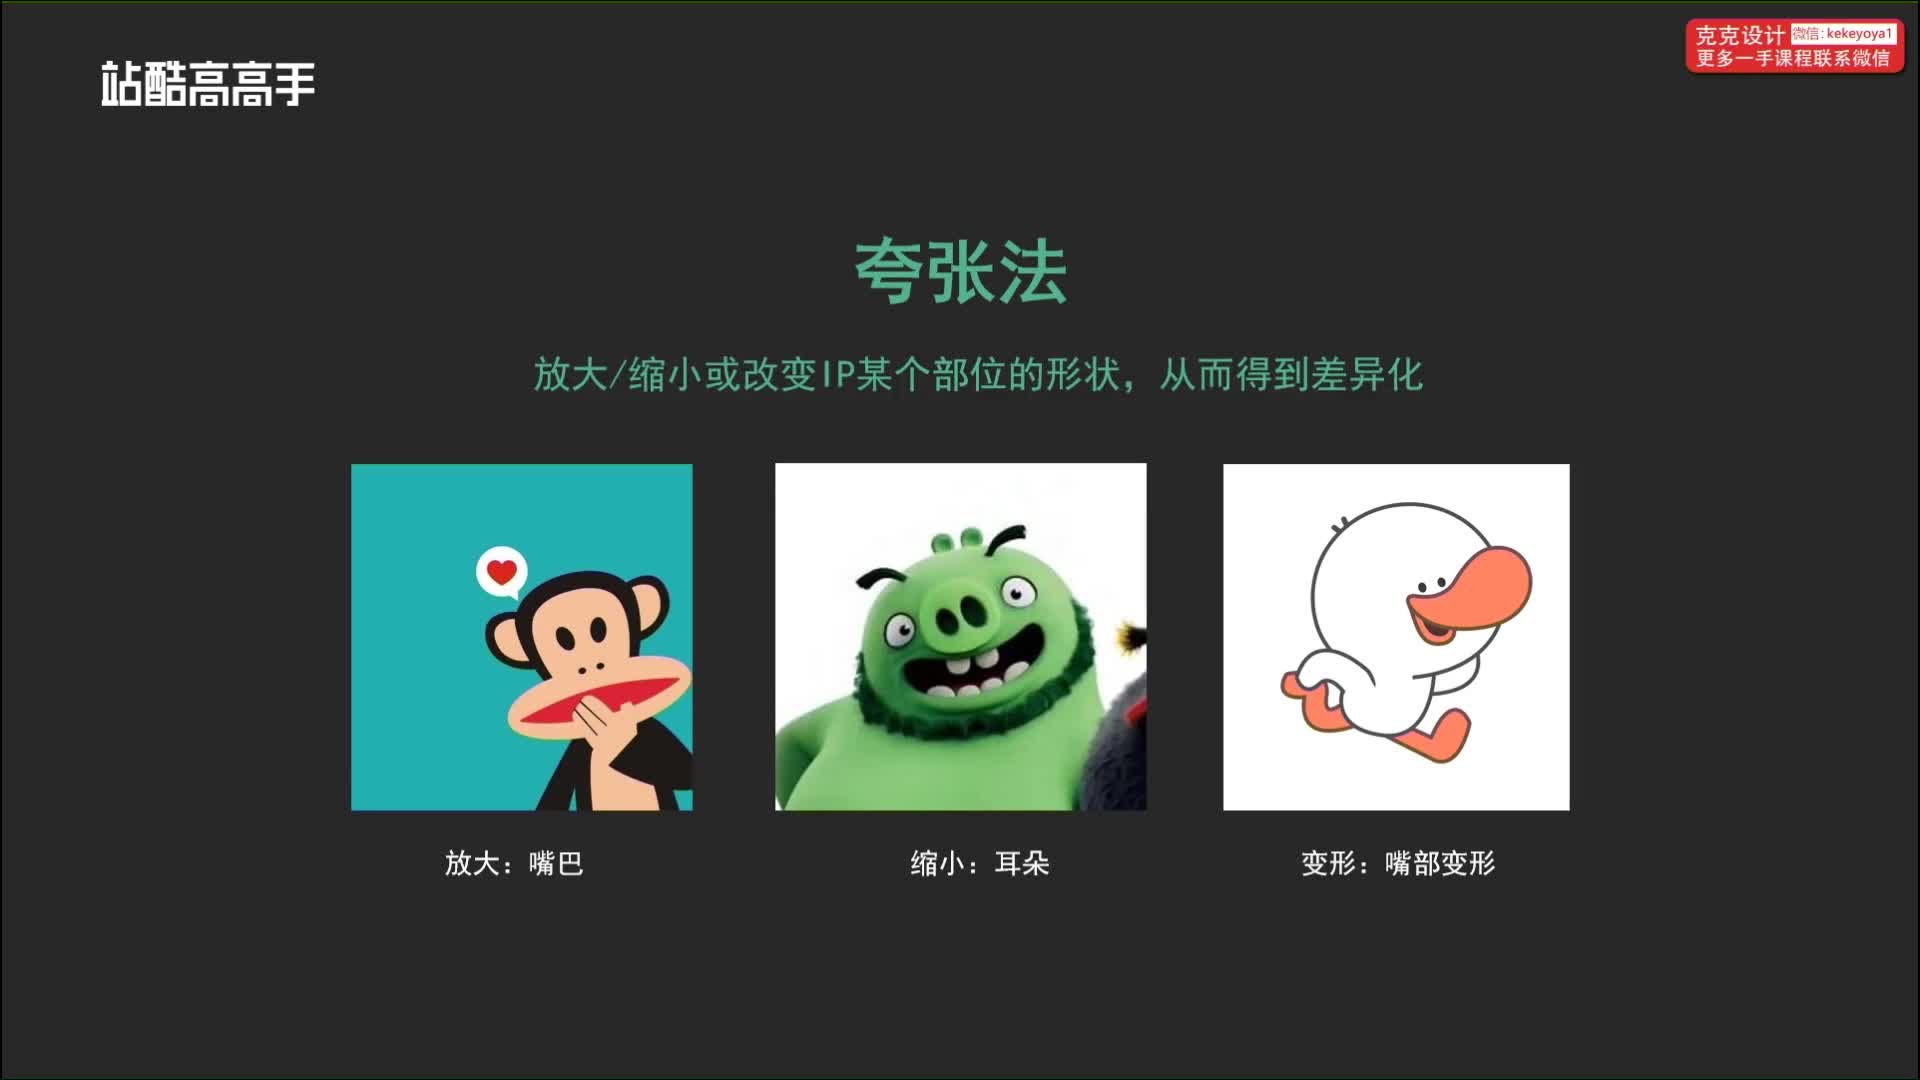 站酷高高手
克克设计 微信:kekeyoya1
更多一手课程联系微信
夸张法
放大/缩小或改变IP某个部位的形状，从而得到差异化
放大：嘴巴
缩小：耳朵
变形：嘴部变形